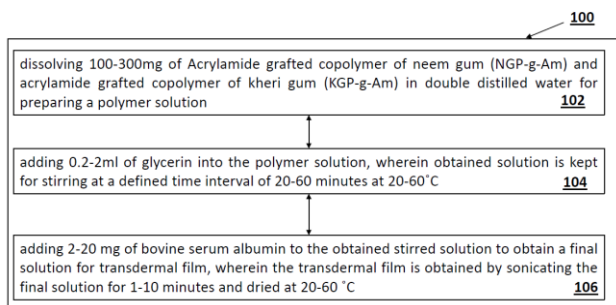 100
dissolving 100-300mg of Acrylamide grafted copolymer of neem gum (NGP-g-Am) and
acrylamide grafted copolymer of kheri gum (KGP-g-Am) in double distilled water for
preparing a polymer solution
102
adding 0.2-2ml of glycerin into the polymer solution, wherein obtained solution is kept
for stirring at a defined time interval of 20-60 minutes at 20-60˚C
104
adding 2-20 mg of bovine serum albumin to the obtained stirred solution to obtain a final
solution for transdermal film, wherein the transdermal film is obtained by sonicating the
final solution for 1-10 minutes and dried at 20-60 ˚C
106